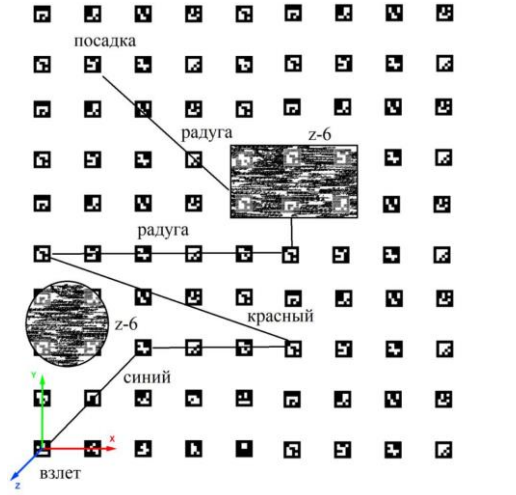 посадка
радуга
z-6
радуга
красный
z-6
синий
Y
X
взлет
Z